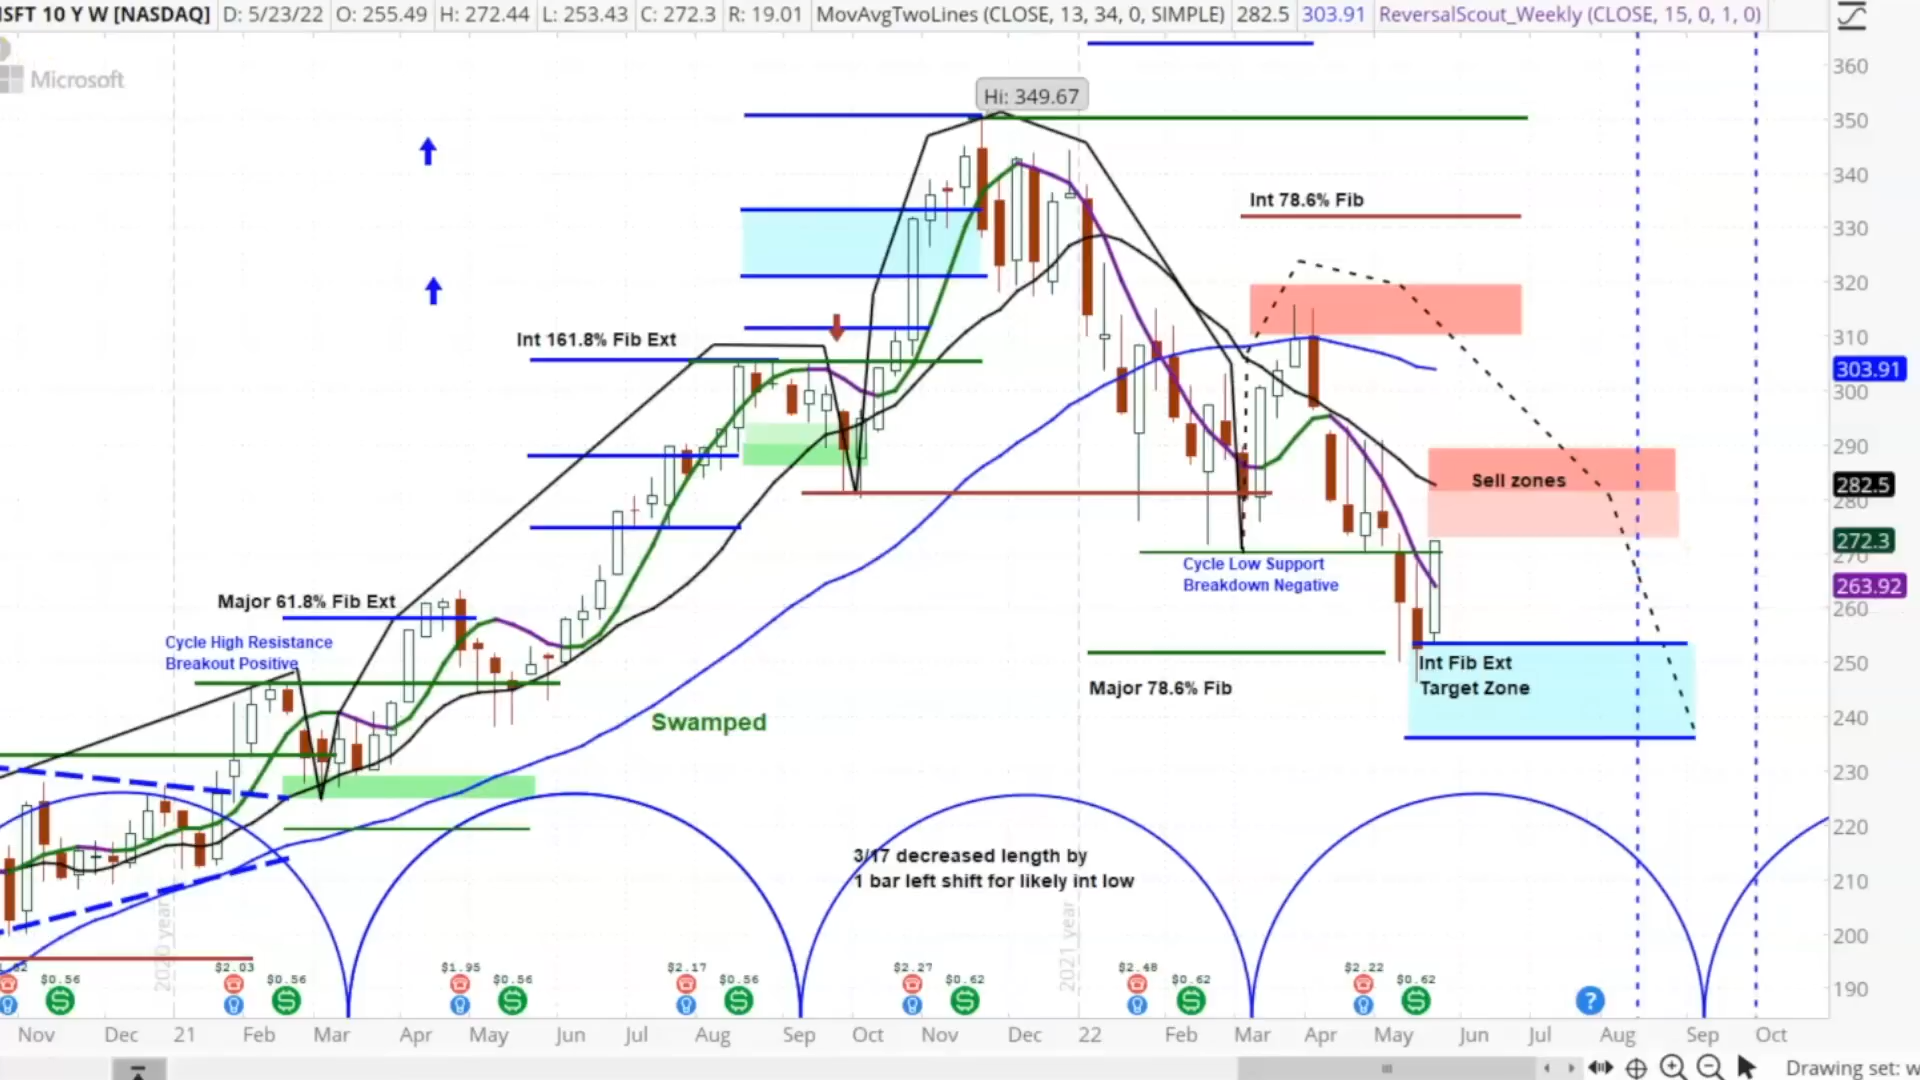 ISFT 10 Y W [NASDAQ] D: 5/23/22 O: 255.49 H: 272.44 L: 253.43 C: 272.3 R: 19.01 MovAvgTwoLines (CLOSE, 13, 34, 0, SIMPLE) 282.5 303.91 ReversalScout_Weekly (CLOSE, 15, 0, 1, 0)
Microsoft
Hi: 349.67
Int 78.6% Fib
Int 161.8% Fib Ext
Sell zones
Cycle Low Support
Breakdown Negative
Major 61.8% Fib Ext
Cycle High Resistance
Breakout Positive
Int Fib Ext
Target Zone
Major 78.6% Fib
Swamped
3/17 decreased length by
1 bar left shift for likely int low
2020 year
2021 year
360
350
340
330
320
310
303.91
300
290
282.5
280
272.3
270
263.92
260
250
240
230
220
210
200
190
$0.56
$2.03
$0.56
$1.95
$0.56
$2.17
$0.56
$2.27
$0.62
$2.48
$0.62
$2.22
$0.62
?
Nov Dec 21 Feb Mar Apr May Jun Jul Aug Sep Oct Nov Dec 22 Feb Mar Apr May Jun Jul Aug Sep Oct
Drawing set: w